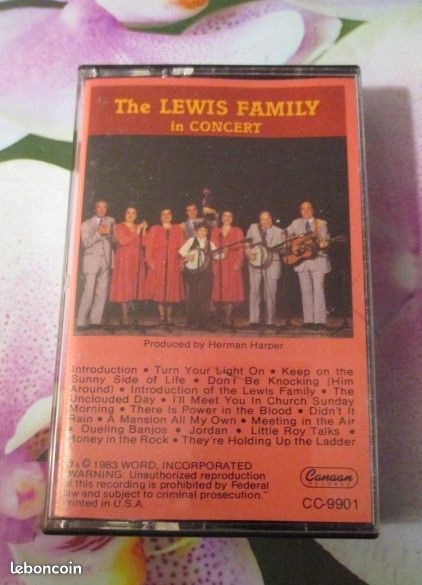 The LEWIS FAMILY
in CONCERT
Produced by Herman Harper
Introduction • Turn Your Light On • Keep on the
Sunny Side of Life • Don't Be Knocking (Him
Around) • Introduction of the Lewis Family • The
Unclouded Day • I'll Meet You In Church Sunday
Morning • There Is Power in the Blood • Didn't It
Rain • A Mansion All My Own • Meeting in the Air
• Dueling Banjos • Jordan • Little Roy Talks •
Honey in the Rock • They're Holding Up the Ladder
℗ © 1983 WORD, INCORPORATED
WARNING: Unauthorized reproduction
of this recording is prohibited by Federal
law and subject to criminal prosecution."
Printed in U.S.A.
Canaan
RECORDS
CC-9901
leboncoin